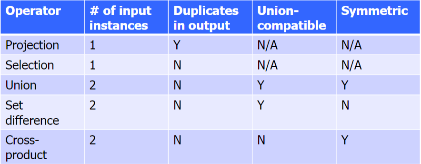 Operator # of input instances Duplicates in output Union-compatible Symmetric
Projection 1 Y N/A N/A
Selection 1 N N/A N/A
Union 2 N Y Y
Set difference 2 N Y N
Cross-product 2 N N Y